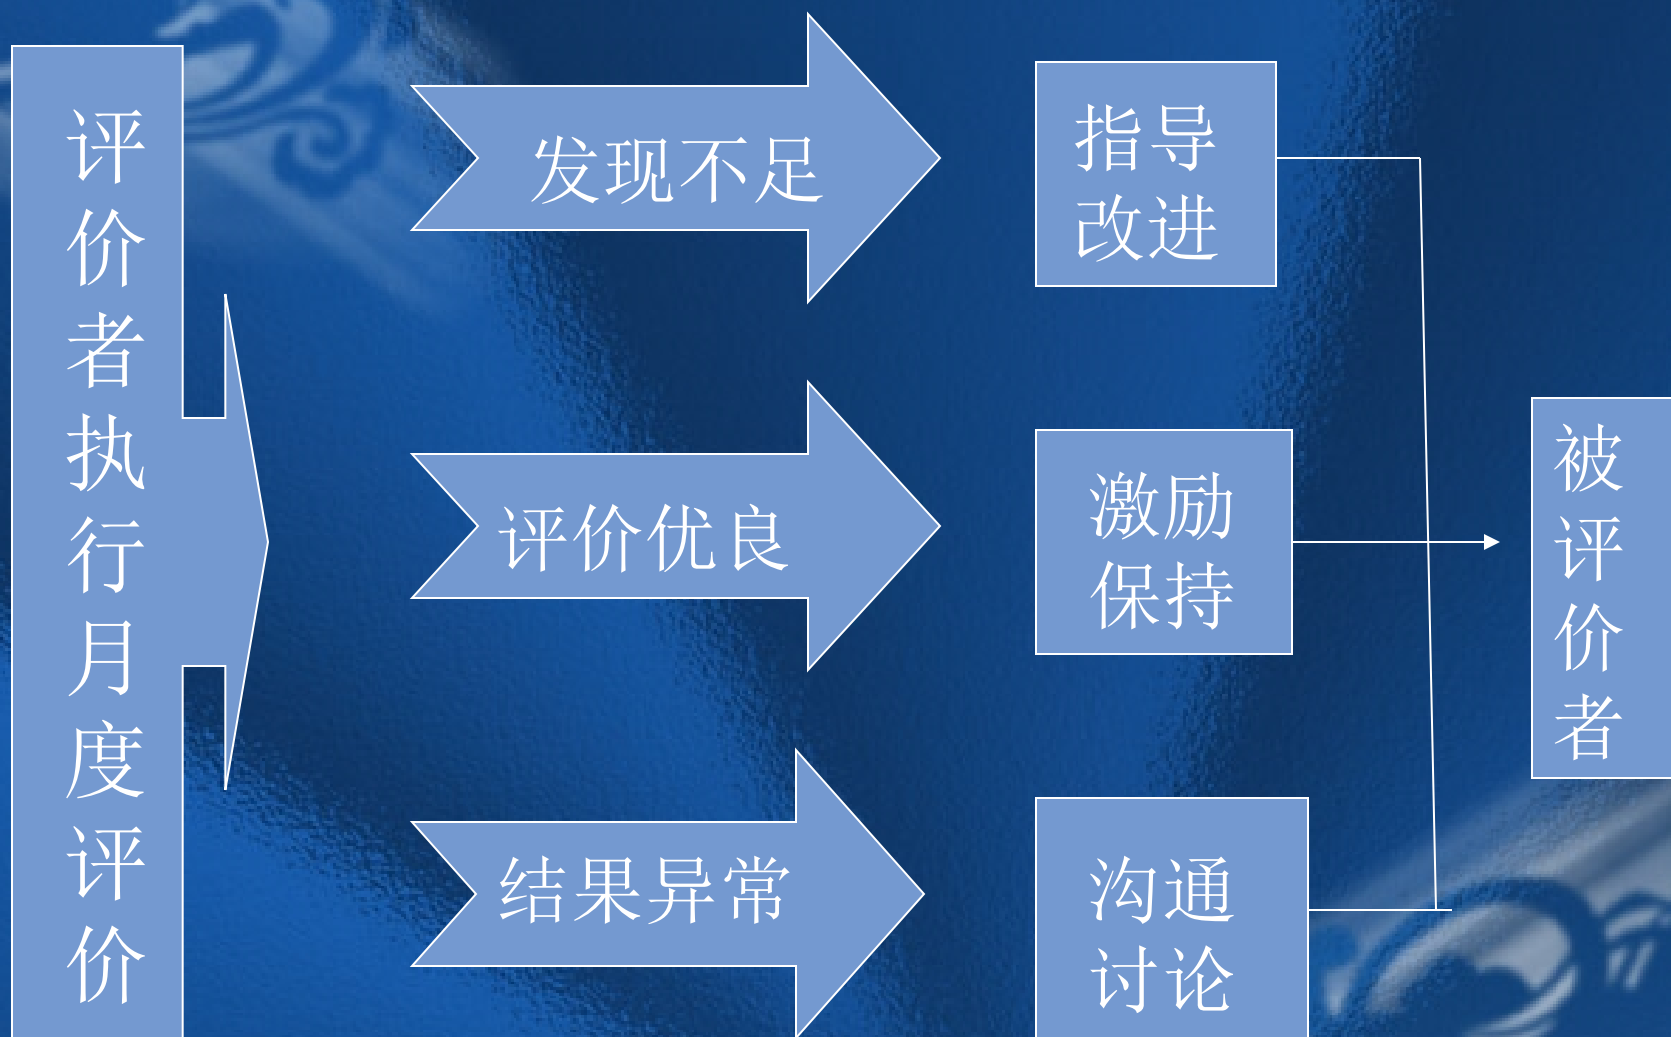 评价者执行月度评价
发现不足
指导
改进
评价优良
激励
保持
结果异常
沟通
讨论
被评价者